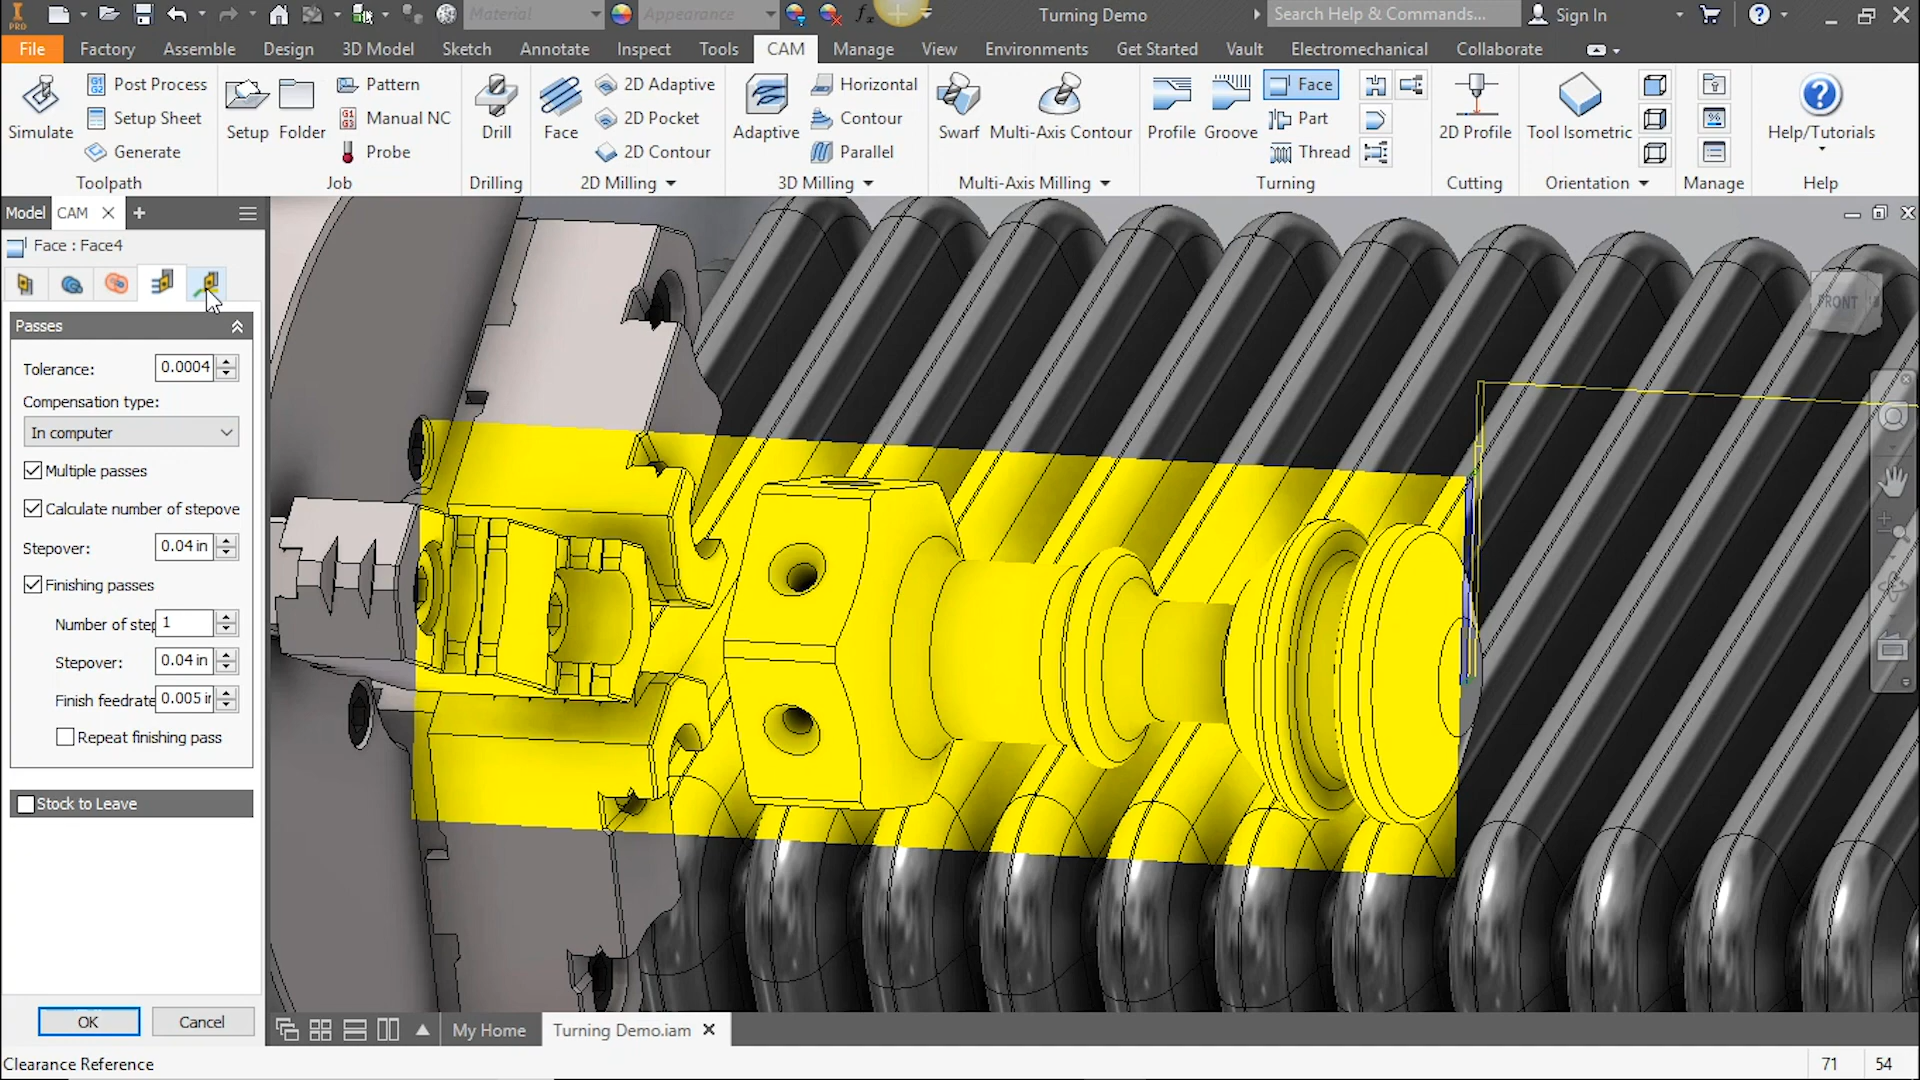 PRO
Material
Appearance
fx
Turning Demo
Search Help & Commands...
Sign In
File
Factory
Assemble
Design
3D Model
Sketch
Annotate
Inspect
Tools
CAM
Manage
View
Environments
Get Started
Vault
Electromechanical
Collaborate
Simulate
G1
G2
Post Process
Setup Sheet
Generate
Toolpath
Setup
Folder
Pattern
G1
G3
Manual NC
Probe
Job
Drill
Drilling
Face
2D Adaptive
2D Pocket
2D Contour
2D Milling
Adaptive
Horizontal
Contour
Parallel
3D Milling
Swarf
Multi-Axis Contour
Multi-Axis Milling
Profile
Groove
Face
Part
Thread
Turning
2D Profile
Cutting
Tool Isometric
Orientation
Manage
Help/Tutorials
Help
Model
CAM
Face : Face4
Passes
Tolerance:
0.0004
Compensation type:
In computer
Multiple passes
Calculate number of stepove
Stepover:
0.04 in
Finishing passes
Number of step
1
Stepover:
0.04 in
Finish feedrate
0.005 ir
Repeat finishing pass
Stock to Leave
OK
Cancel
FRONT
My Home
Turning Demo.iam
Clearance Reference
71
54